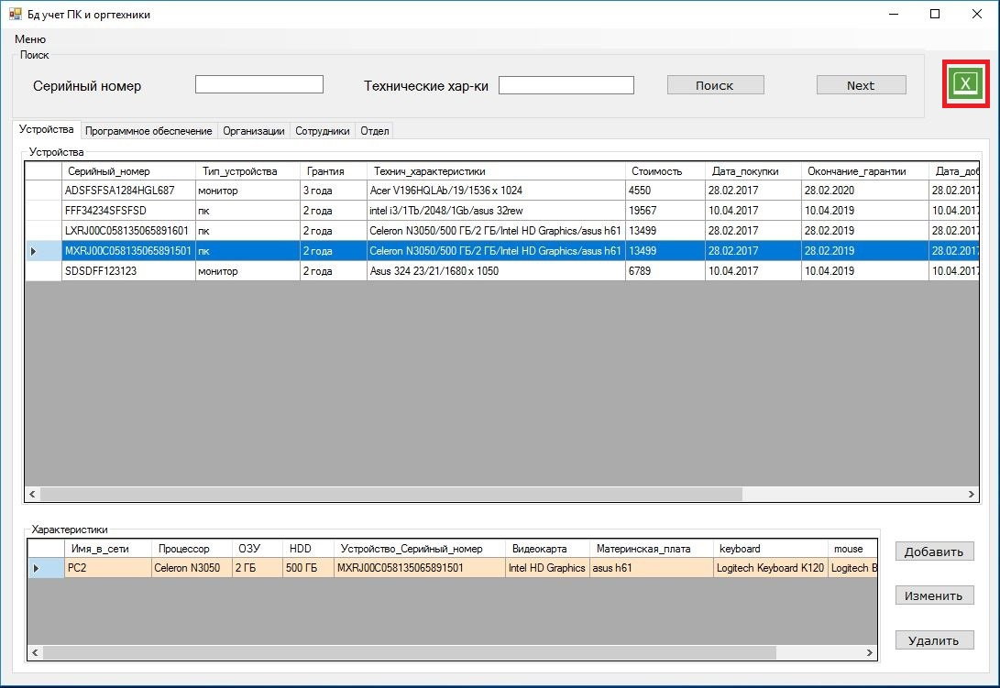 Бд учет ПК и оргтехники
Меню
Поиск
Серийный номер Технические хар-ки Поиск Next
X
Устройства Программное обеспечение Организации Сотрудники Отдел
Устройства
Серийный_номер Тип_устройства Грантия Технич_характеристики Стоимость Дата_покупки Окончание_гарантии Дата_доб
ADSFSFSA1284HGL687 монитор 3 года Acer V196HQLAb/19/1536 x 1024 4550 28.02.2017 28.02.2020 28.02.2017
FFF34234SFSFSD пк 2 года intel i3/1Tb/2048/1Gb/asus 32rew 19567 10.04.2017 10.04.2019 10.04.2017
LXRJ00C058135065891601 пк 2 года Celeron N3050/500 ГБ/2 ГБ/Intel HD Graphics/asus h61 13499 28.02.2017 28.02.2019 28.02.2017
MXRJ00C058135065891501 пк 2 года Celeron N3050/500 ГБ/2 ГБ/Intel HD Graphics/asus h61 13499 28.02.2017 28.02.2019 28.02.2017
SDSDFF123123 монитор 2 года Asus 324 23/21/1680 x 1050 6789 10.04.2017 10.04.2019 10.04.2017
Характеристики
Имя_в_сети Процессор ОЗУ HDD Устройство_Серийный_номер Видеокарта Материнская_плата keyboard mouse
PC2 Celeron N3050 2 ГБ 500 ГБ MXRJ00C058135065891501 Intel HD Graphics asus h61 Logitech Keyboard K120 Logitech B
Добавить
Изменить
Удалить